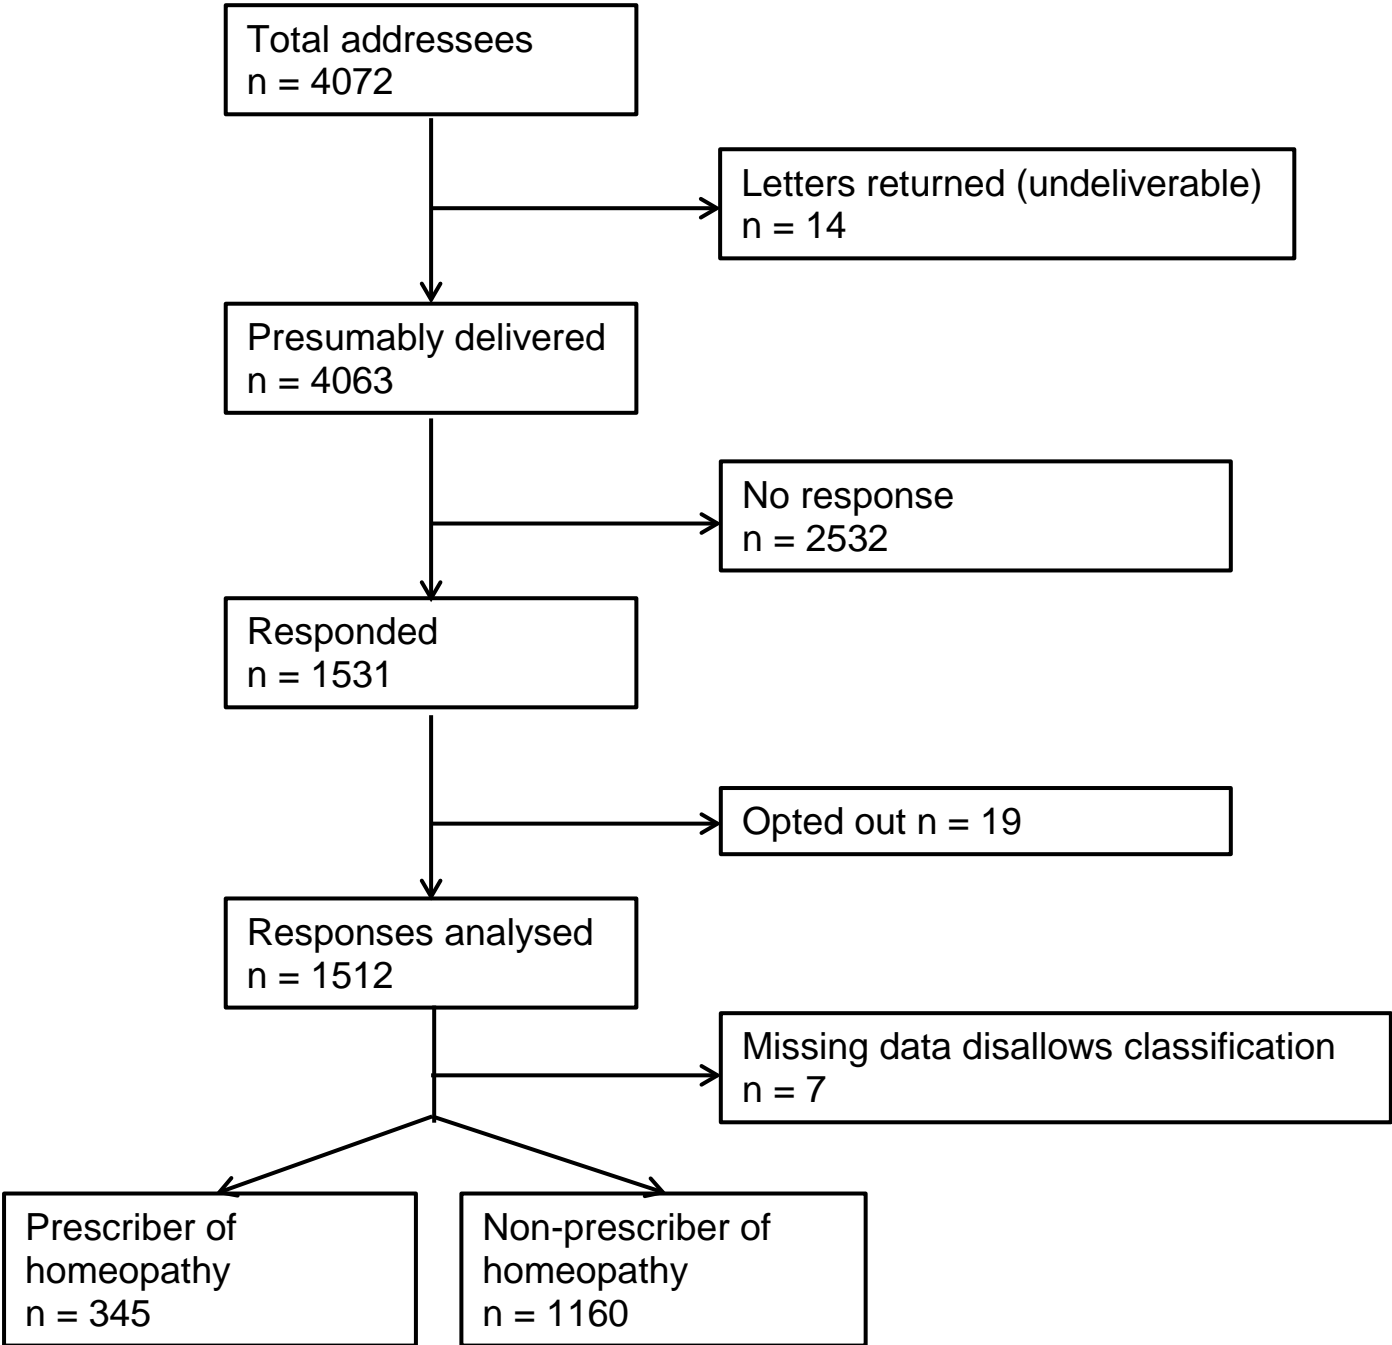 Total addressees
n = 4072
Letters returned (undeliverable)
n = 14
Presumably delivered
n = 4063
No response
n = 2532
Responded
n = 1531
Opted out n = 19
Responses analysed
n = 1512
Missing data disallows classification
n = 7
Prescriber of
homeopathy
n = 345
Non-prescriber of
homeopathy
n = 1160